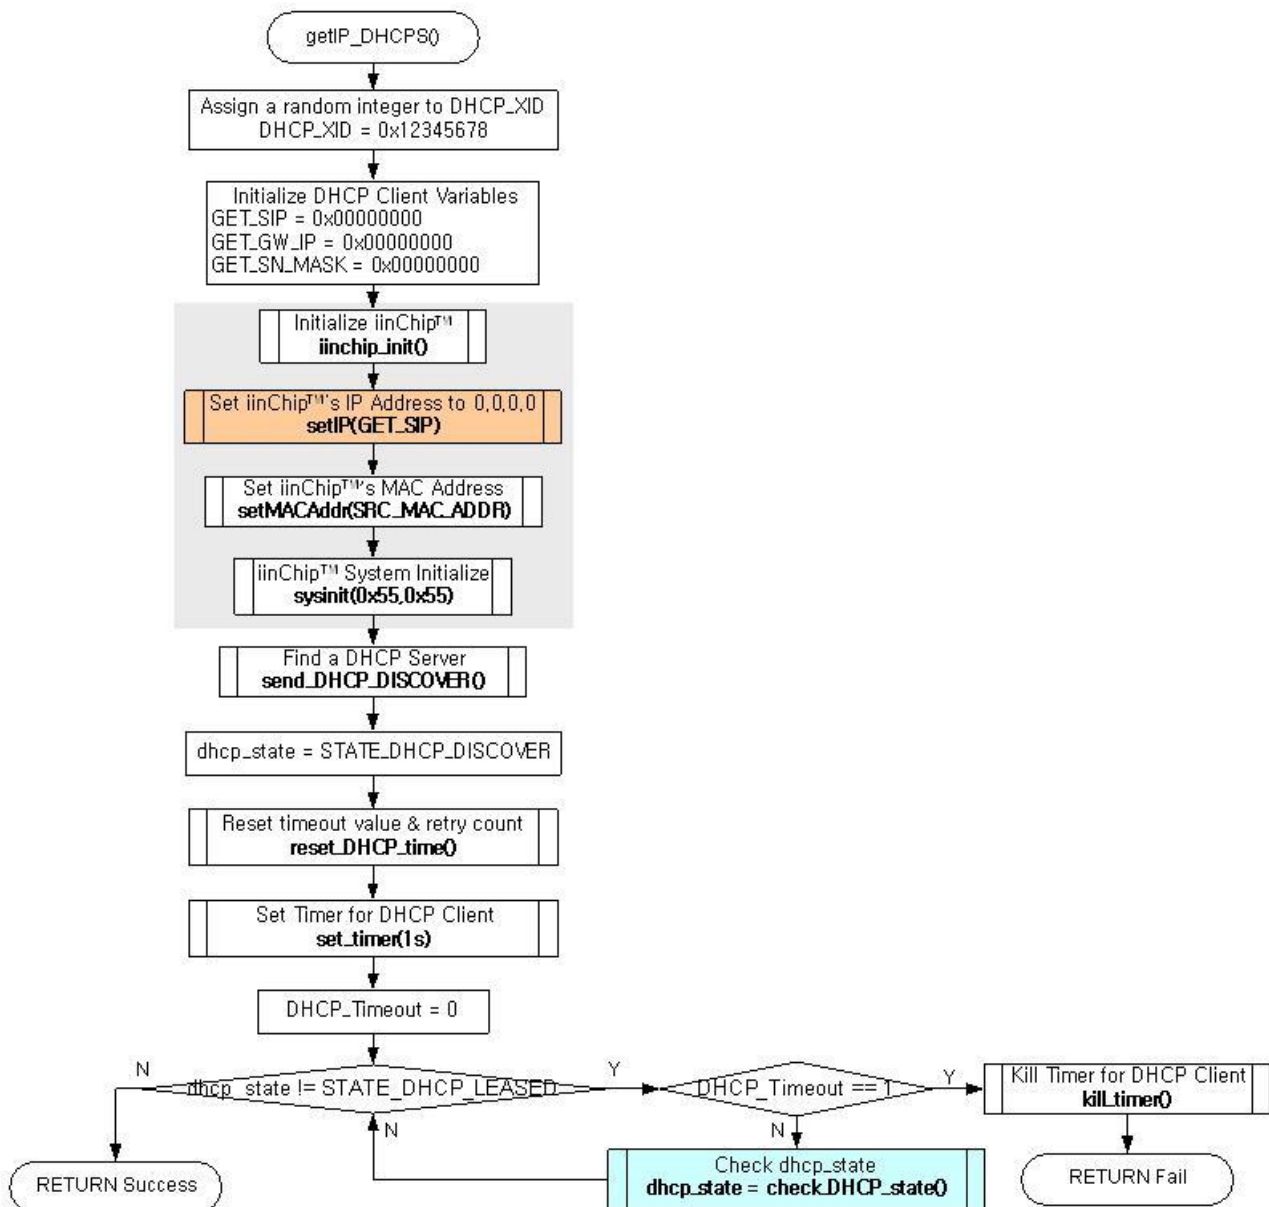 getIP_DHCPS()
Assign a random integer to DHCP_XID
DHCP_XID = 0x12345678
Initialize DHCP Client Variables
GET_SIP = 0x00000000
GET_GW_IP = 0x00000000
GET_SN_MASK = 0x00000000
Initialize iinChip™
iinchip_init()
Set iinChip™'s IP Address to 0,0,0,0
setIP(GET_SIP)
Set iinChip™'s MAC Address
setMACAddr(SRC_MAC_ADDR)
iinChip™ System Initialize
sysinit(0x55,0x55)
Find a DHCP Server
send_DHCP_DISCOVER()
dhcp_state = STATE_DHCP_DISCOVER
Reset timeout value & retry count
reset_DHCP_time()
Set Timer for DHCP Client
set_timer(1s)
DHCP_Timeout = 0
N
dhcp_state != STATE_DHCP_LEASED
Y
DHCP_Timeout == 1
Y
Kill Timer for DHCP Client
kill_timer()
N
N
RETURN Success
Check dhcp_state
dhcp_state = check_DHCP_state()
RETURN Fail